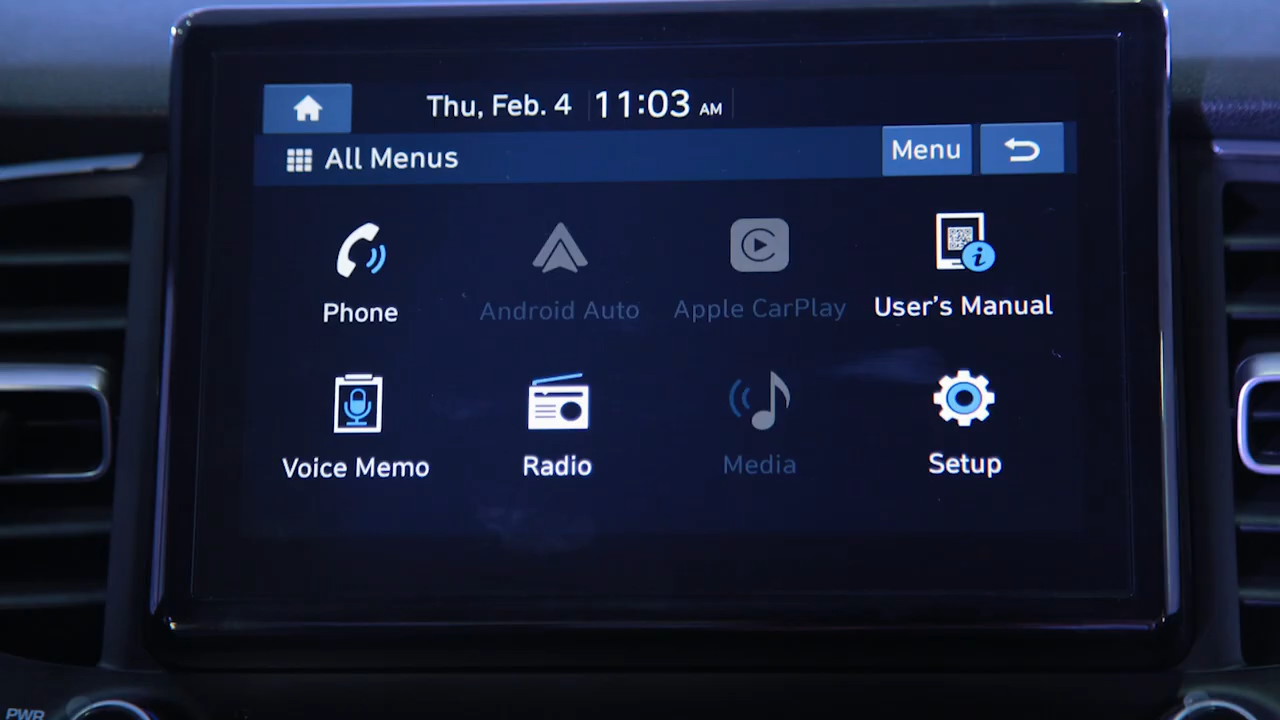 Thu, Feb. 4 11:03 AM
All Menus
Menu
Phone
Android Auto
Apple CarPlay
User's Manual
Voice Memo
Radio
Media
Setup
PWR